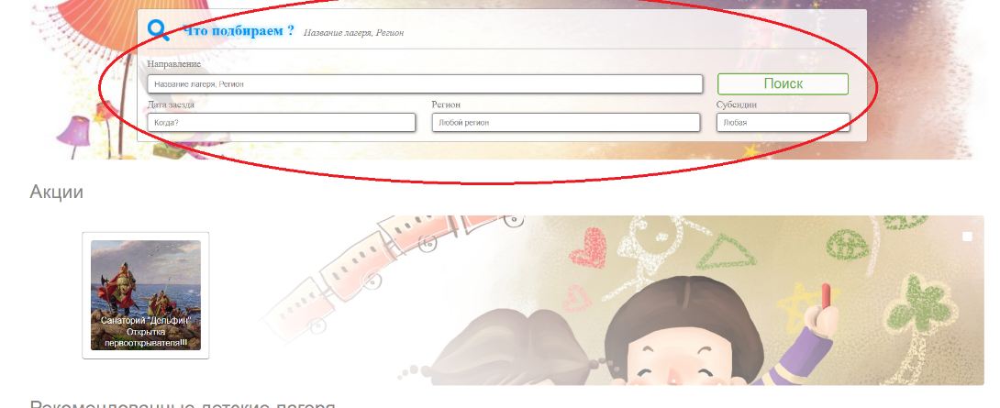 Что подбираем ? Название лагеря, Регион
Направление
Название лагеря, Регион
Поиск
Дата заезда Регион Субсидии
Когда? Любой регион Любая
Акции
Санаторий "Дельфин"
Открытка
первооткрывателя!!!
Рекомендованные детские лагеря